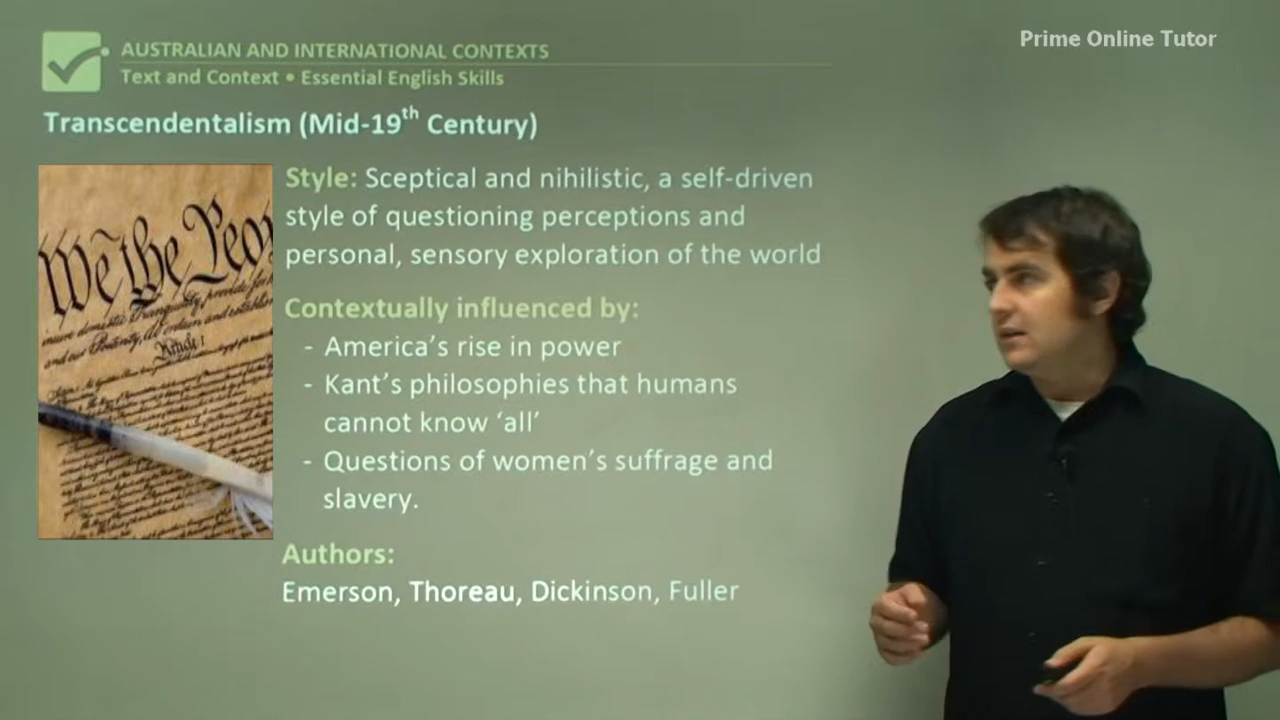 Prime Online Tutor
AUSTRALIAN AND INTERNATIONAL CONTEXTS
Text and Context • Essential English Skills
Transcendentalism (Mid-19th Century)
We the Peo
Article I
Style: Sceptical and nihilistic, a self-driven
style of questioning perceptions and
personal, sensory exploration of the world
Contextually influenced by:
- America's rise in power
- Kant's philosophies that humans
cannot know 'all'
- Questions of women's suffrage and
slavery.
Authors:
Emerson, Thoreau, Dickinson, Fuller